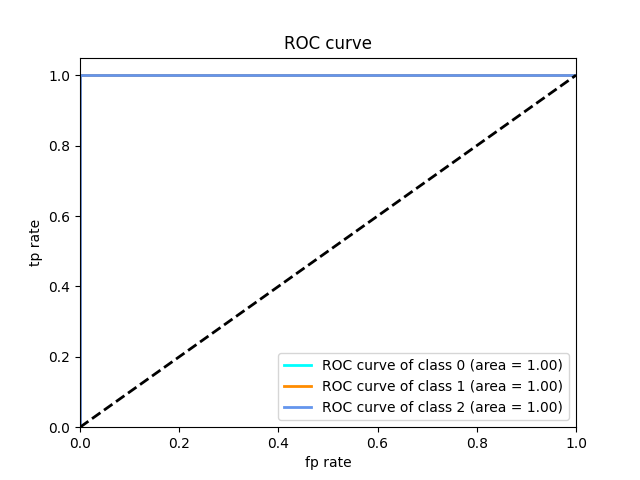 ROC curve
tp rate
1.0
0.8
0.6
0.4
0.2
0.0
ROC curve of class 0 (area = 1.00)
ROC curve of class 1 (area = 1.00)
ROC curve of class 2 (area = 1.00)
0.0 0.2 0.4 0.6 0.8 1.0
fp rate